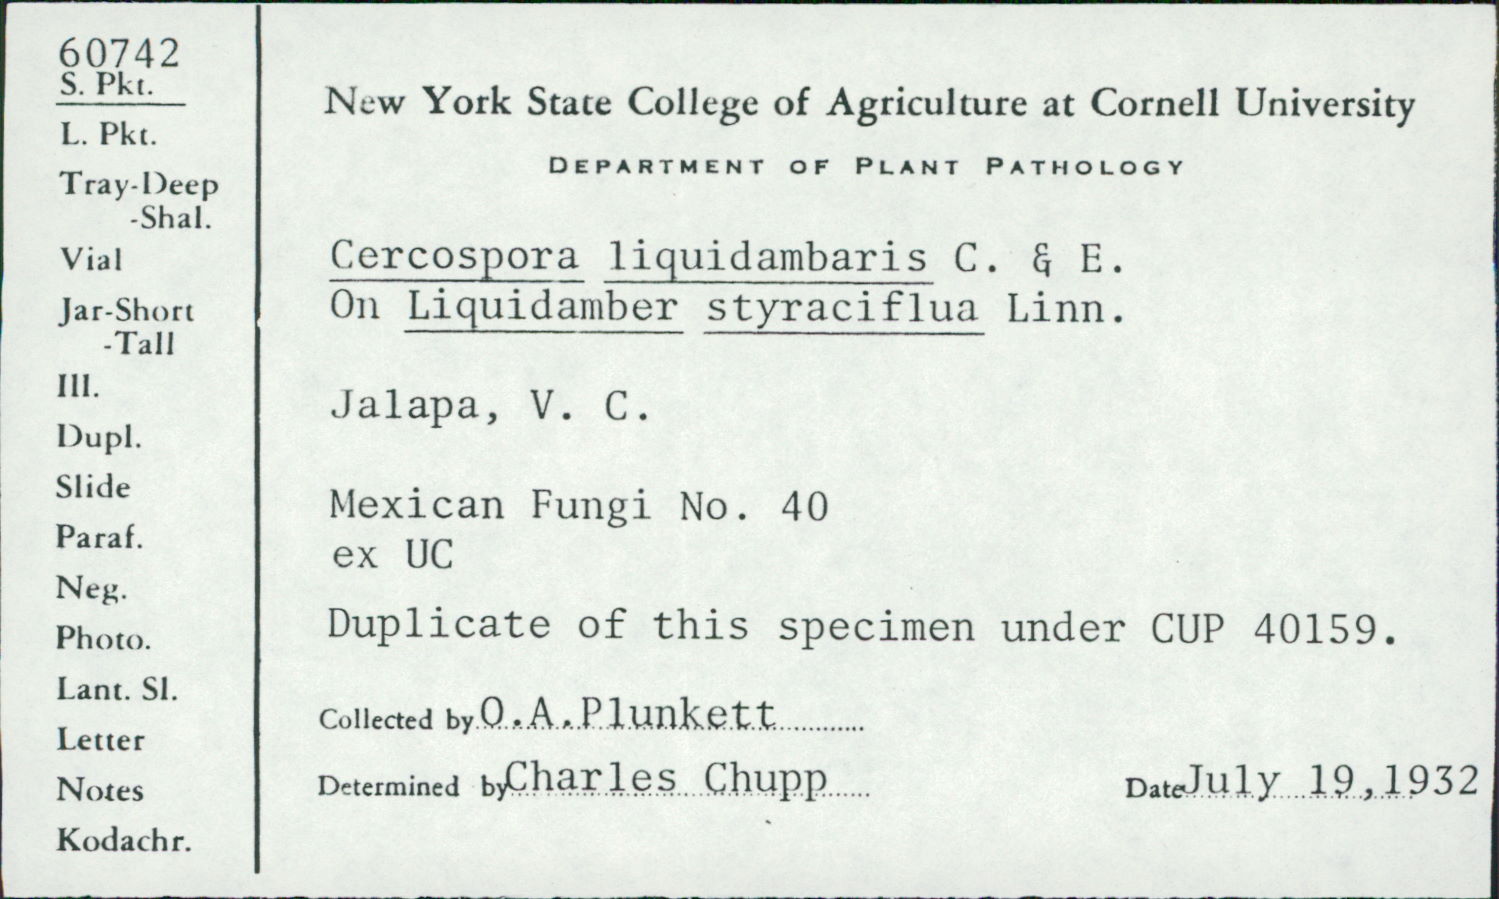 60742
S. Pkt.
L. Pkt.
Tray-Deep
-Shal.
Vial
Jar-Short
-Tall
Ill.
Dupl.
Slide
Paraf.
Neg.
Photo.
Lant. Sl.
Letter
Notes
Kodachr.
New York State College of Agriculture at Cornell University
DEPARTMENT OF PLANT PATHOLOGY
Cercospora liquidambaris C. & E.
On Liquidamber styraciflua Linn.
Jalapa, V. C.
Mexican Fungi No. 40
ex UC
Duplicate of this specimen under CUP 40159.
Collected by O.A.Plunkett
Determined by Charles Chupp
Date July 19,1932